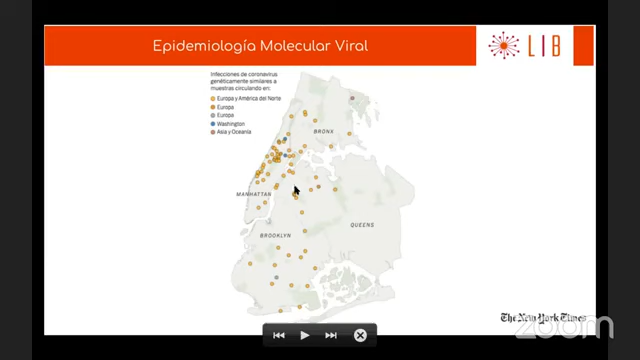 Epidemiología Molecular Viral
LIB
Infecciones de coronavirus
genéticamente similares a
muestras circulando en:
Europa y América del Norte
Europa
Europa
Washington
Asia y Oceanía
BRONX
MANHATTAN
QUEENS
BROOKLYN
The New York Times
zoom